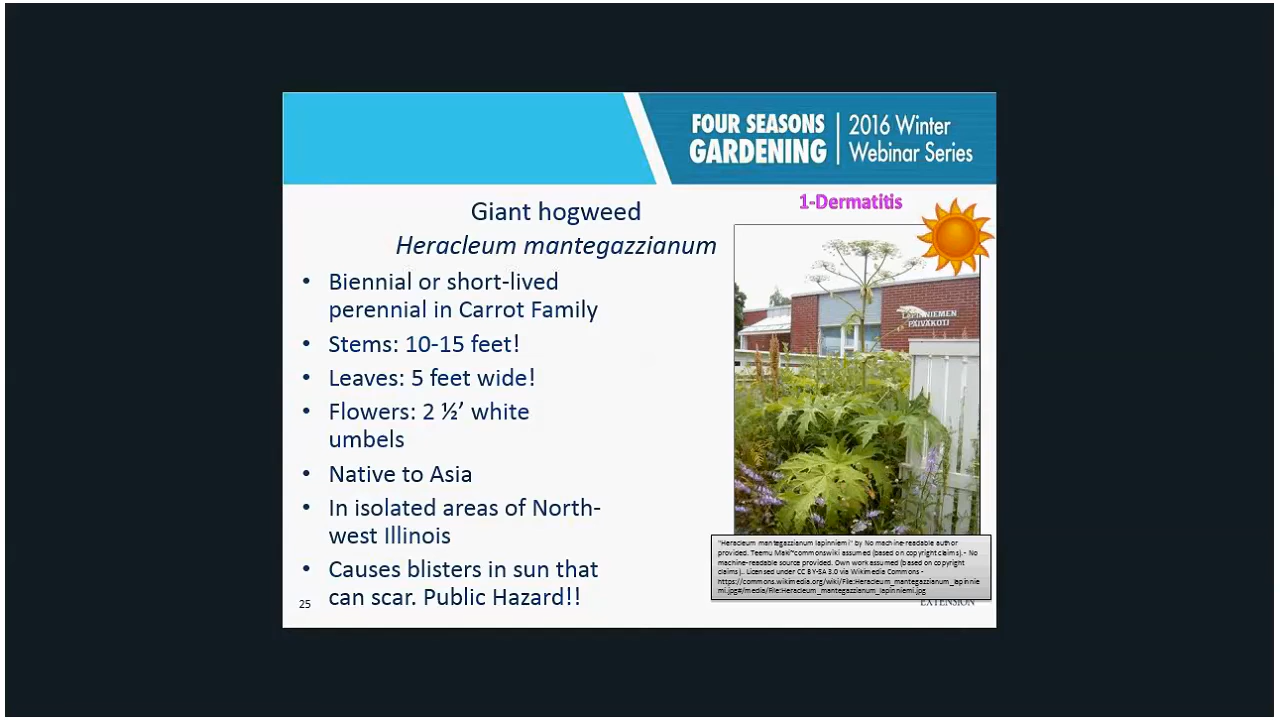 FOUR SEASONS
GARDENING
2016 Winter
Webinar Series
Giant hogweed
Heracleum mantegazzianum
• Biennial or short-lived
perennial in Carrot Family
• Stems: 10-15 feet!
• Leaves: 5 feet wide!
• Flowers: 2 ½’ white
umbels
• Native to Asia
• In isolated areas of North-
west Illinois
• Causes blisters in sun that
can scar. Public Hazard!!
25
1-Dermatitis
LAPINNIEMEN
PÄIVÄKOTI
"Heracleum mantegazzianum lapinniemi" by No machine-readable author
provided. Teemu Maki~commonswiki assumed (based on copyright claims). - No
machine-readable source provided. Own work assumed (based on copyright
claims).. Licensed under CC BY-SA 3.0 via Wikimedia Commons -
https://commons.wikimedia.org/wiki/File:Heracleum_mantegazzianum_lapinnie
mi.jpg#/media/File:Heracleum_mantegazzianum_lapinniemi.jpg
EXTENSION